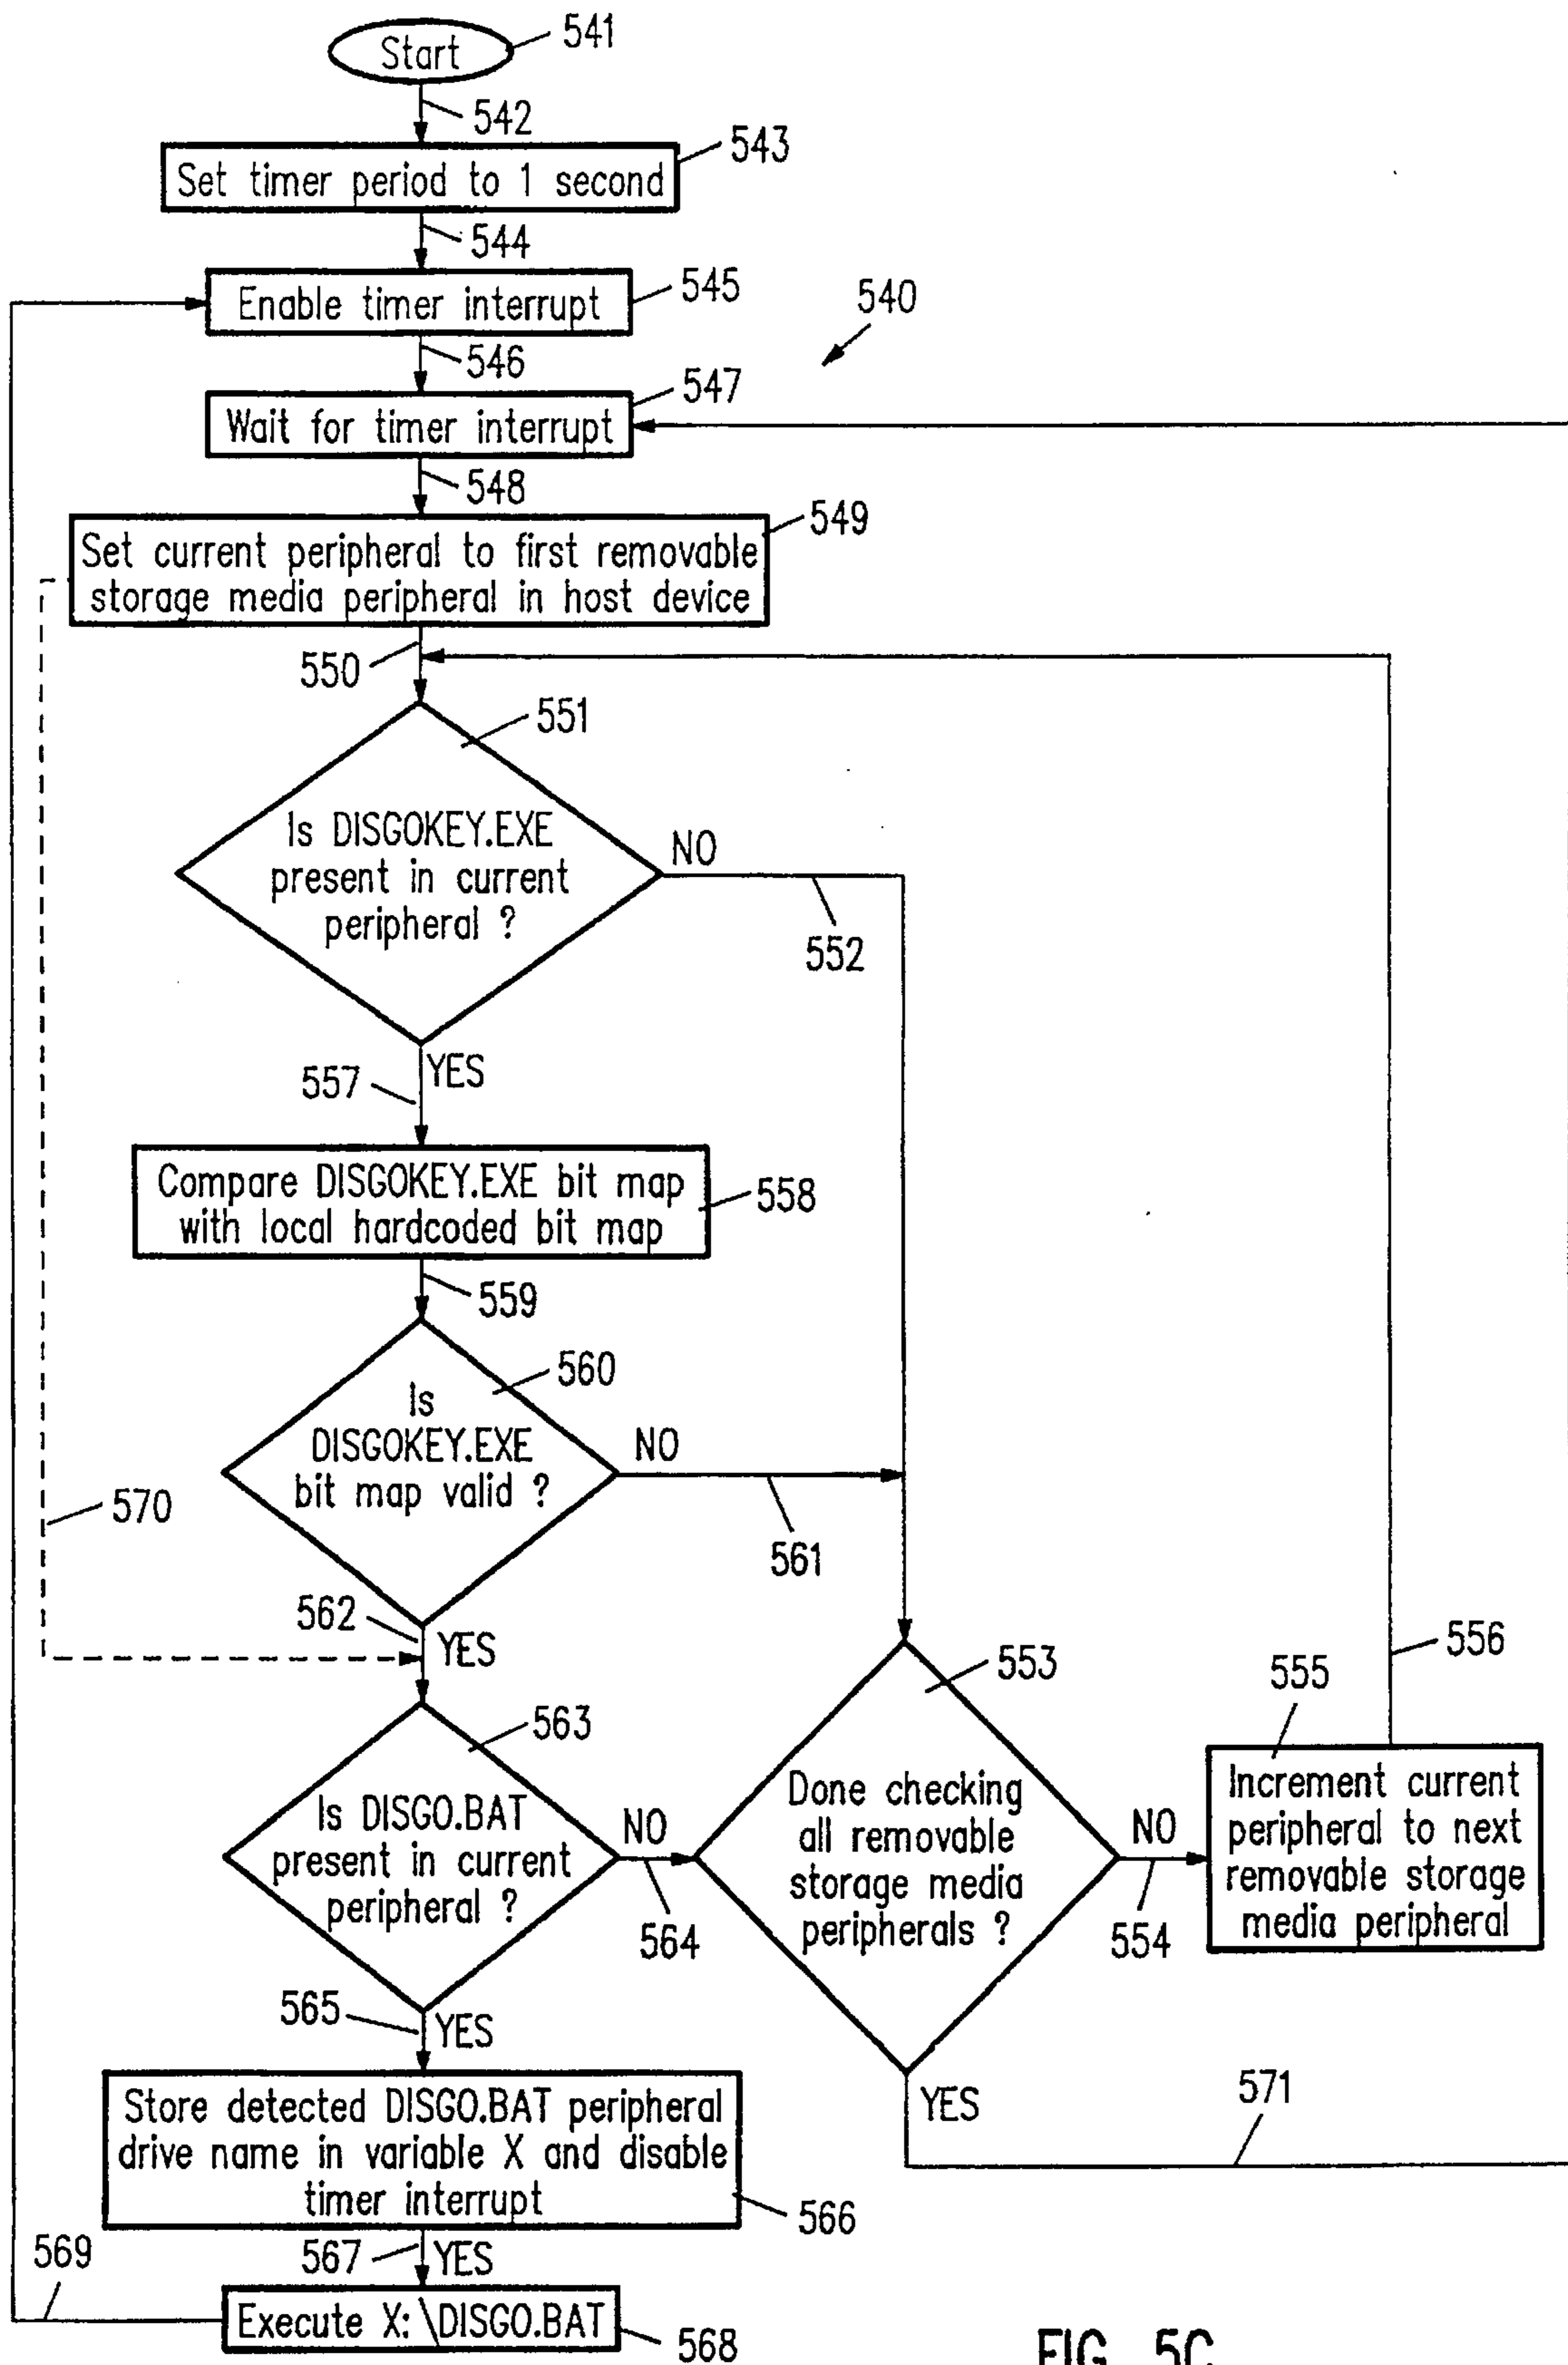 Start
541
542
Set timer period to 1 second
543
544
Enable timer interrupt
545
540
546
Wait for timer interrupt
547
548
Set current peripheral to first removable
storage media peripheral in host device
549
550
551
Is DISGOKEY.EXE
present in current
peripheral ?
NO
552
557
YES
Compare DISGOKEY.EXE bit map
with local hardcoded bit map
558
559
560
Is
DISGOKEY.EXE
bit map valid ?
NO
561
570
562
YES
553
556
555
563
Is DISGO.BAT
present in current
peripheral ?
NO
564
Done checking
all removable
storage media
peripherals ?
NO
554
Increment current
peripheral to next
removable storage
media peripheral
565
YES
Store detected DISGO.BAT peripheral
drive name in variable X and disable
timer interrupt
566
YES
571
567
YES
569
Execute X:\DISGO.BAT
568
FIG. 5C